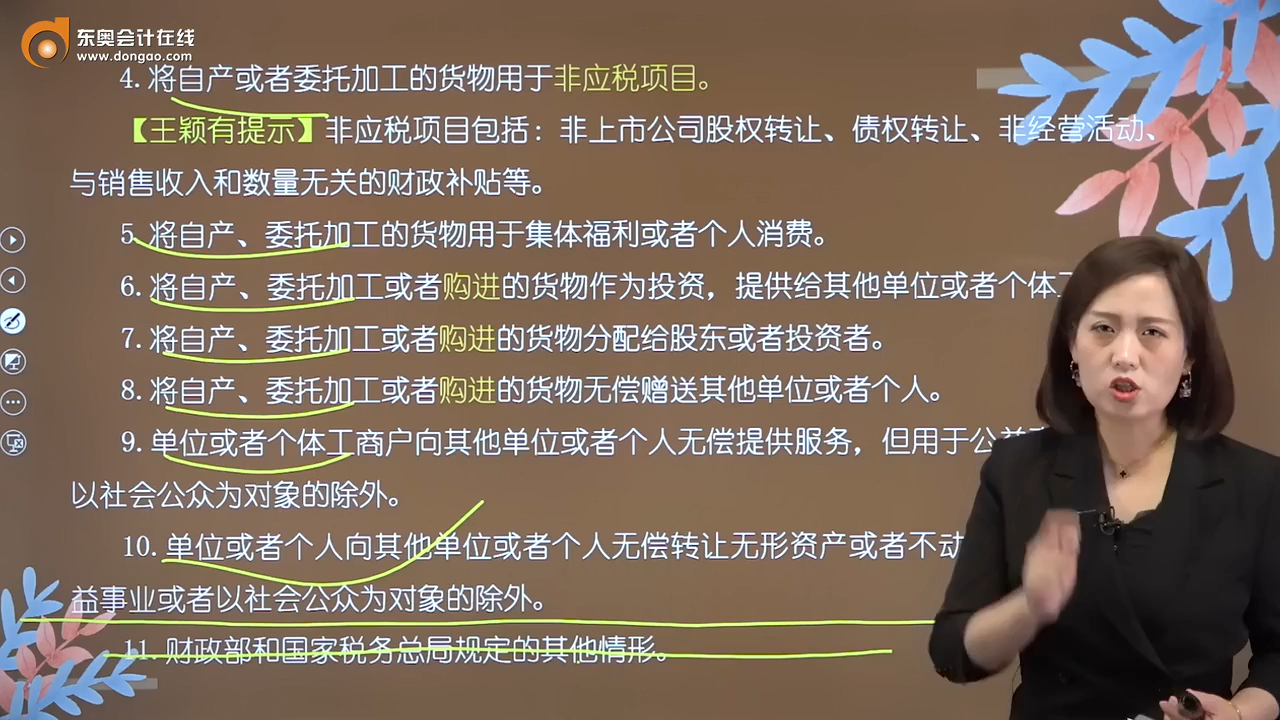 东奥会计在线
www.dongao.com
4. 将自产或者委托加工的货物用于非应税项目。
【王颖有提示】非应税项目包括：非上市公司股权转让、债权转让、非经营活动、
与销售收入和数量无关的财政补贴等。
5. 将自产、委托加工的货物用于集体福利或者个人消费。
6. 将自产、委托加工或者购进的货物作为投资，提供给其他单位或者个体
7. 将自产、委托加工或者购进的货物分配给股东或者投资者。
8. 将自产、委托加工或者购进的货物无偿赠送其他单位或者个人。
9. 单位或者个体工商户向其他单位或者个人无偿提供服务，但用于公益
以社会公众为对象的除外。
10. 单位或者个人向其他单位或者个人无偿转让无形资产或者不动
益事业或者以社会公众为对象的除外。
11. 财政部和国家税务总局规定的其他情形。